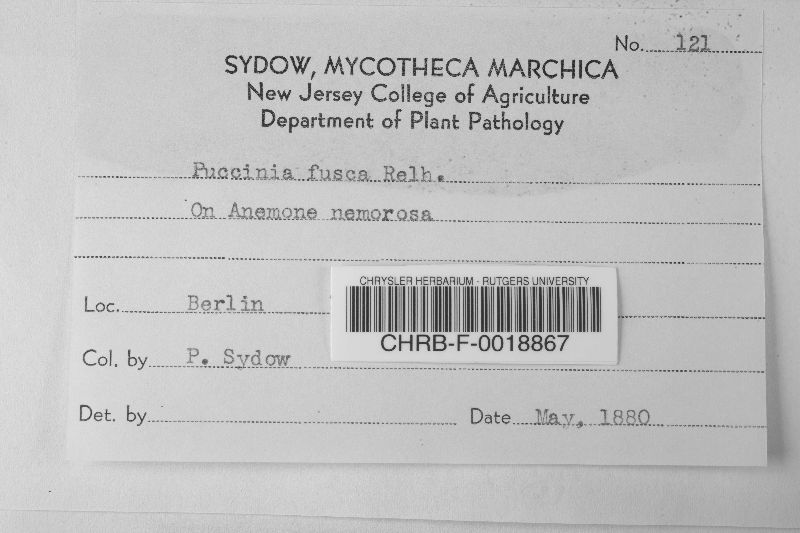 No. 121
SYDOW, MYCOTHECA MARCHICA
New Jersey College of Agriculture
Department of Plant Pathology
Puccinia fusca Relh.
On Anemone nemorosa
Loc. Berlin
CHRYSLER HERBARIUM - RUTGERS UNIVERSITY
CHRB-F-0018867
Col. by P. Sydow
Det. by
Date May, 1880